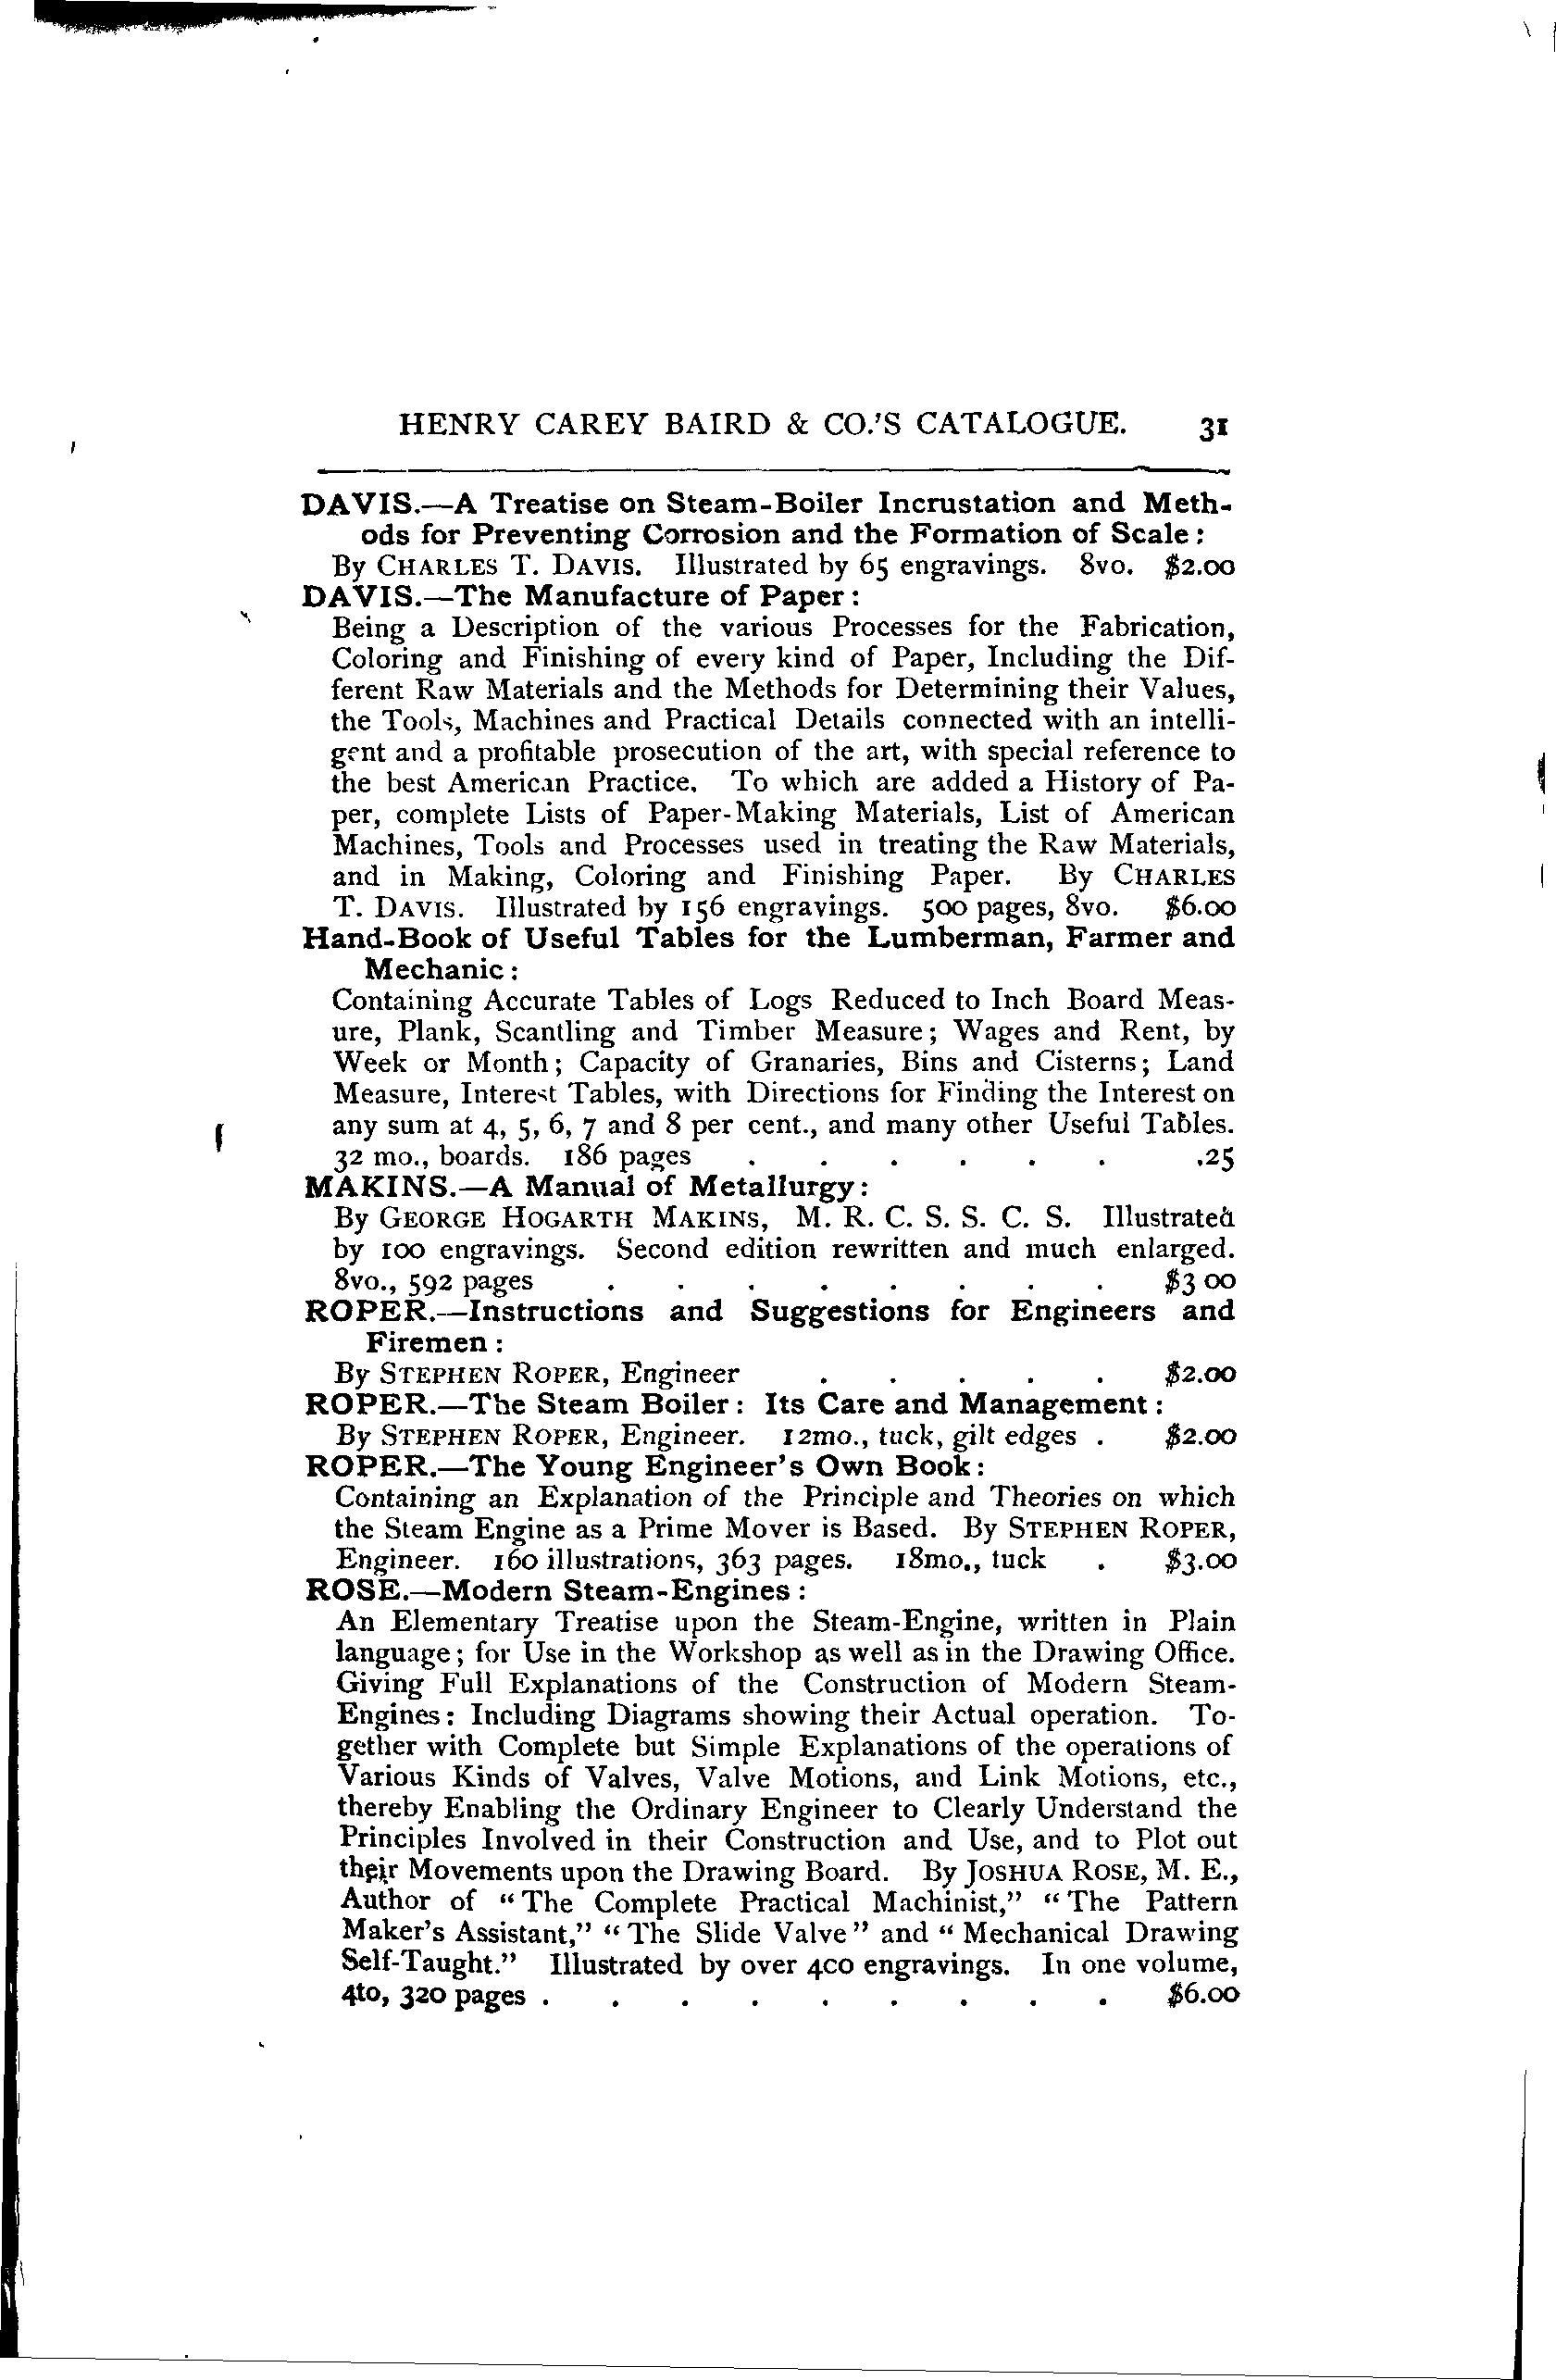 HENRY CAREY BAIRD & CO.'S CATALOGUE. 31
DAVIS.—A Treatise on Steam-Boiler Incrustation and Meth-
ods for Preventing Corrosion and the Formation of Scale:
By CHARLES T. DAVIS. Illustrated by 65 engravings. 8vo. $2.00
DAVIS.—The Manufacture of Paper:
Being a Description of the various Processes for the Fabrication,
Coloring and Finishing of every kind of Paper, Including the Dif-
ferent Raw Materials and the Methods for Determining their Values,
the Tools, Machines and Practical Details connected with an intelli-
gent and a profitable prosecution of the art, with special reference to
the best American Practice. To which are added a History of Pa-
per, complete Lists of Paper-Making Materials, List of American
Machines, Tools and Processes used in treating the Raw Materials,
and in Making, Coloring and Finishing Paper. By CHARLES
T. DAVIS. Illustrated by 156 engravings. 500 pages, 8vo. $6.00
Hand-Book of Useful Tables for the Lumberman, Farmer and
Mechanic:
Containing Accurate Tables of Logs Reduced to Inch Board Meas-
ure, Plank, Scantling and Timber Measure; Wages and Rent, by
Week or Month; Capacity of Granaries, Bins and Cisterns; Land
Measure, Interest Tables, with Directions for Finding the Interest on
any sum at 4, 5, 6, 7 and 8 per cent., and many other Useful Tables.
32 mo., boards. 186 pages . . . . . . .25
MAKINS.—A Manual of Metallurgy:
By GEORGE HOGARTH MAKINS, M. R. C. S. S. C. S. Illustrated
by 100 engravings. Second edition rewritten and much enlarged.
8vo., 592 pages . . . . . . . . $3 00
ROPER.—Instructions and Suggestions for Engineers and
Firemen:
By STEPHEN ROPER, Engineer . . . . . $2.00
ROPER.—The Steam Boiler: Its Care and Management:
By STEPHEN ROPER, Engineer. 12mo., tuck, gilt edges . $2.00
ROPER.—The Young Engineer's Own Book:
Containing an Explanation of the Principle and Theories on which
the Steam Engine as a Prime Mover is Based. By STEPHEN ROPER,
Engineer. 160 illustrations, 363 pages. 18mo., tuck . $3.00
ROSE.—Modern Steam-Engines:
An Elementary Treatise upon the Steam-Engine, written in Plain
language; for Use in the Workshop as well as in the Drawing Office.
Giving Full Explanations of the Construction of Modern Steam-
Engines: Including Diagrams showing their Actual operation. To-
gether with Complete but Simple Explanations of the operations of
Various Kinds of Valves, Valve Motions, and Link Motions, etc.,
thereby Enabling the Ordinary Engineer to Clearly Understand the
Principles Involved in their Construction and Use, and to Plot out
their Movements upon the Drawing Board. By JOSHUA ROSE, M. E.,
Author of "The Complete Practical Machinist," "The Pattern
Maker's Assistant," "The Slide Valve" and "Mechanical Drawing
Self-Taught." Illustrated by over 400 engravings. In one volume,
4to, 320 pages . . . . . . . . . $6.00